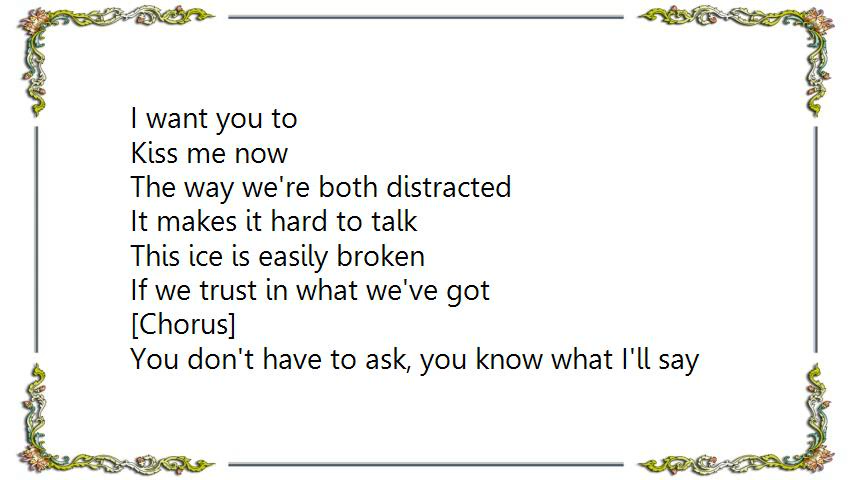 I want you to
Kiss me now
The way we're both distracted
It makes it hard to talk
This ice is easily broken
If we trust in what we've got
[Chorus]
You don't have to ask, you know what I'll say